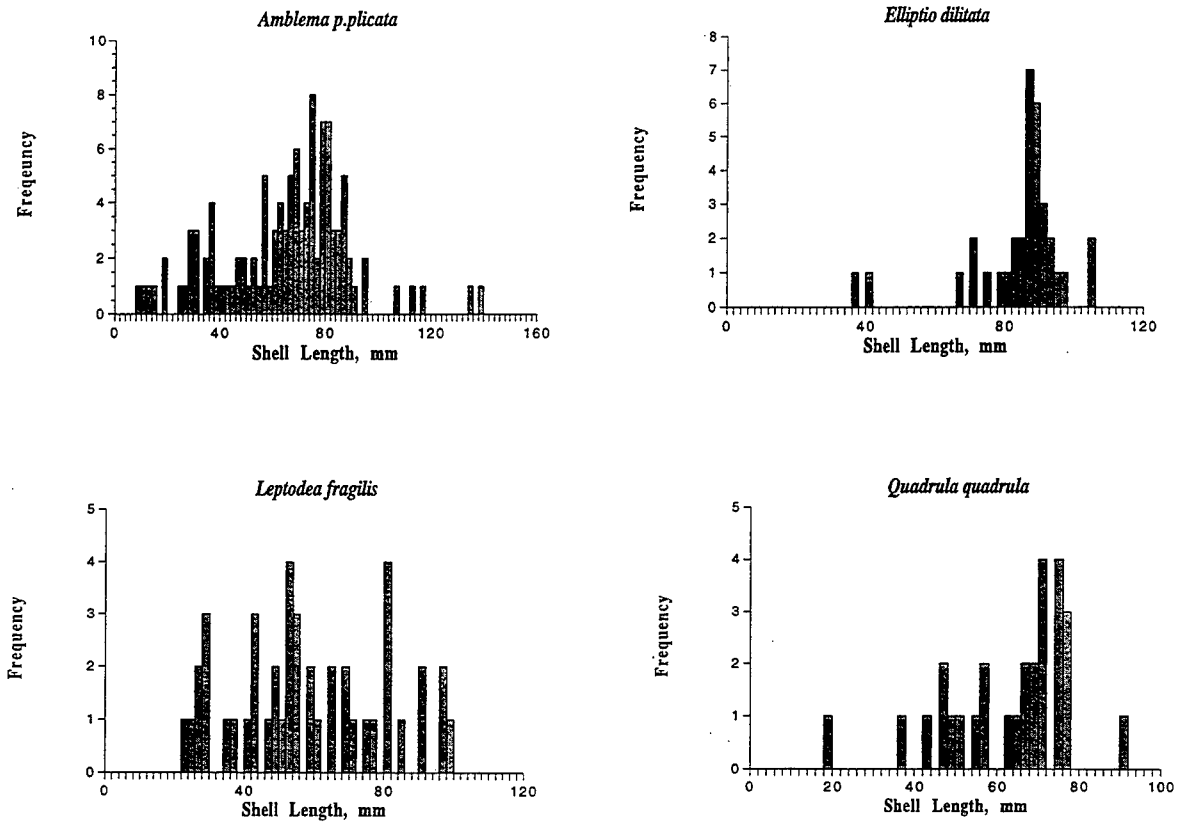 Amblema p.plicata
10
8
6
4
2
0
Freqeuncy
0 40 80 120 160
Shell Length, mm
Elliptio dilitata
8
7
6
5
4
3
2
1
0
Frequency
0 40 80 120
Shell Length, mm
Leptodea fragilis
5
4
3
2
1
0
Frequency
0 40 80 120
Shell Length, mm
Quadrula quadrula
5
4
3
2
1
0
Frequency
0 20 40 60 80 100
Shell Length, mm